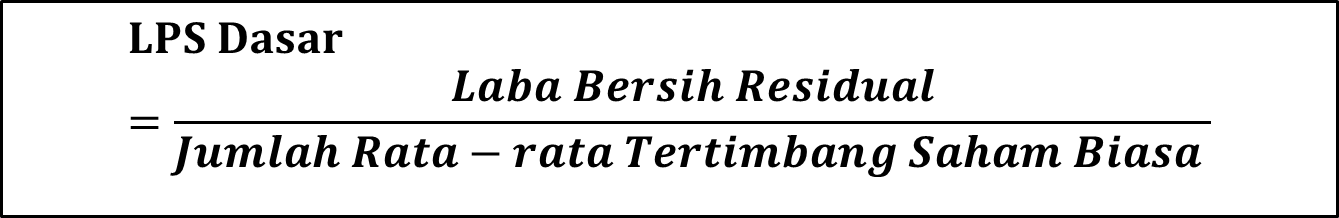 LPS Dasar
Laba Bersih Residual
=
Jumlah Rata − rata Tertimbang Saham Biasa